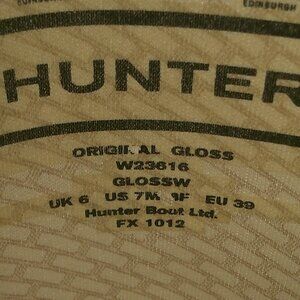 EDINBURGH
HUNTER
ORIGINAL GLOSS
W23616
GLOSSW
UK 6 US 7M EU 39
Hunter Boot Ltd.
FX 1012